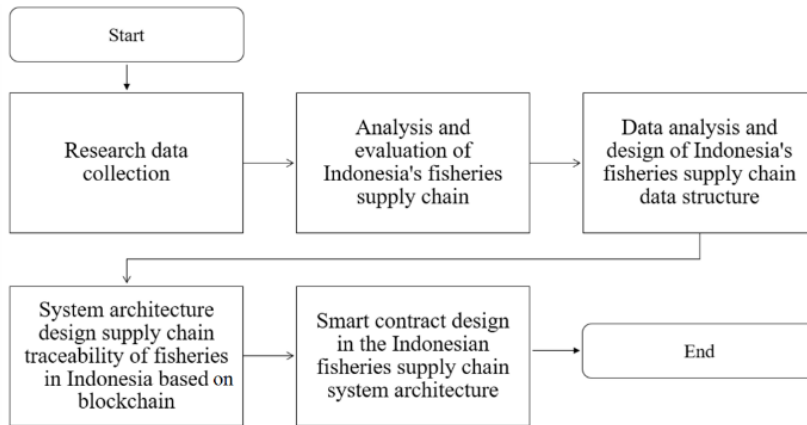 Start
Research data
collection
Analysis and
evaluation of
Indonesia's fisheries
supply chain
Data analysis and
design of Indonesia's
fisheries supply chain
data structure
System architecture
design supply chain
traceability of fisheries
in Indonesia based on
blockchain
Smart contract design
in the Indonesian
fisheries supply chain
system architecture
End